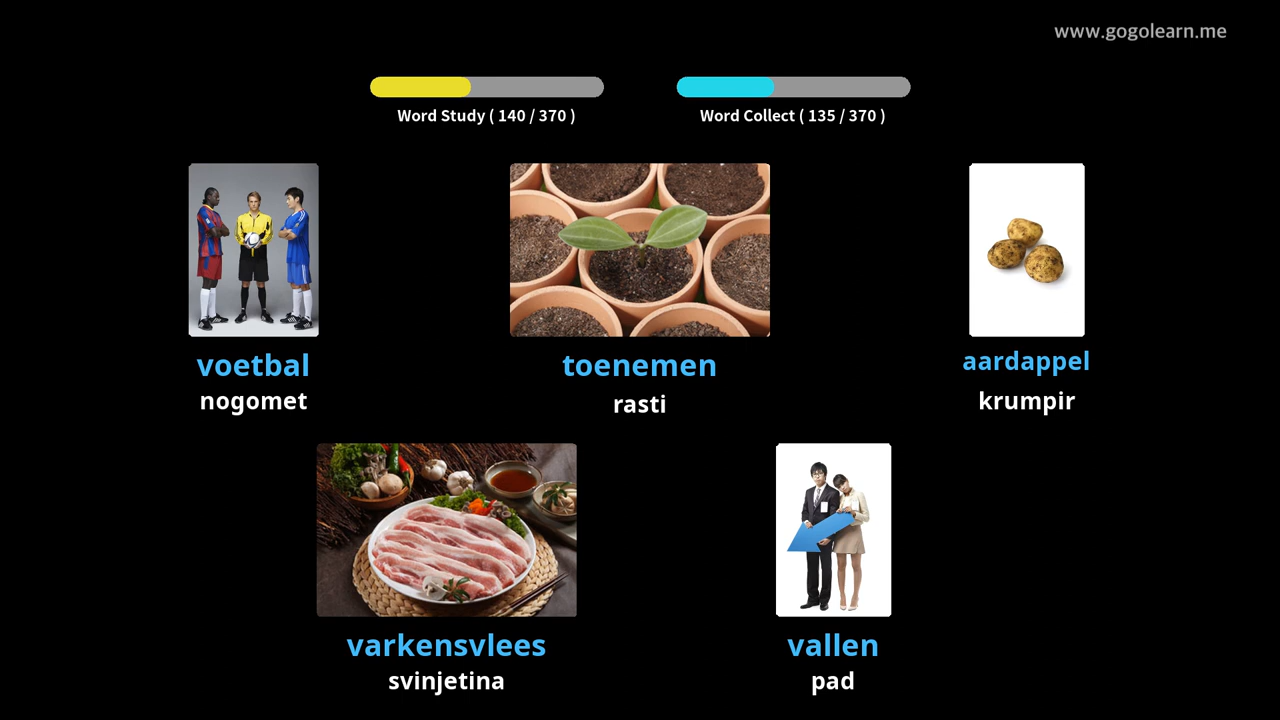 www.gogolearn.me
Word Study ( 140 / 370 )
Word Collect ( 135 / 370 )
voetbal
nogomet
toenemen
rasti
aardappel
krumpir
varkensvlees
svinjetina
vallen
pad